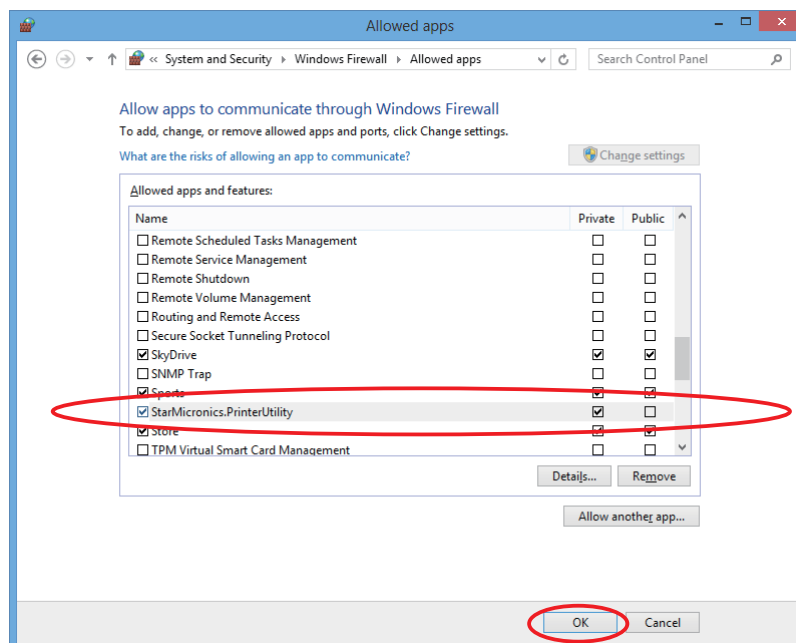 Allowed apps
« System and Security Windows Firewall Allowed apps Search Control Panel
Allow apps to communicate through Windows Firewall
To add, change, or remove allowed apps and ports, click Change settings.
What are the risks of allowing an app to communicate? Change settings
Allowed apps and features:
Name Private Public
Remote Scheduled Tasks Management
Remote Service Management
Remote Shutdown
Remote Volume Management
Routing and Remote Access
Secure Socket Tunneling Protocol
SkyDrive
SNMP Trap
Sports
StarMicronics.PrinterUtility
Store
TPM Virtual Smart Card Management
Details... Remove
Allow another app...
OK Cancel